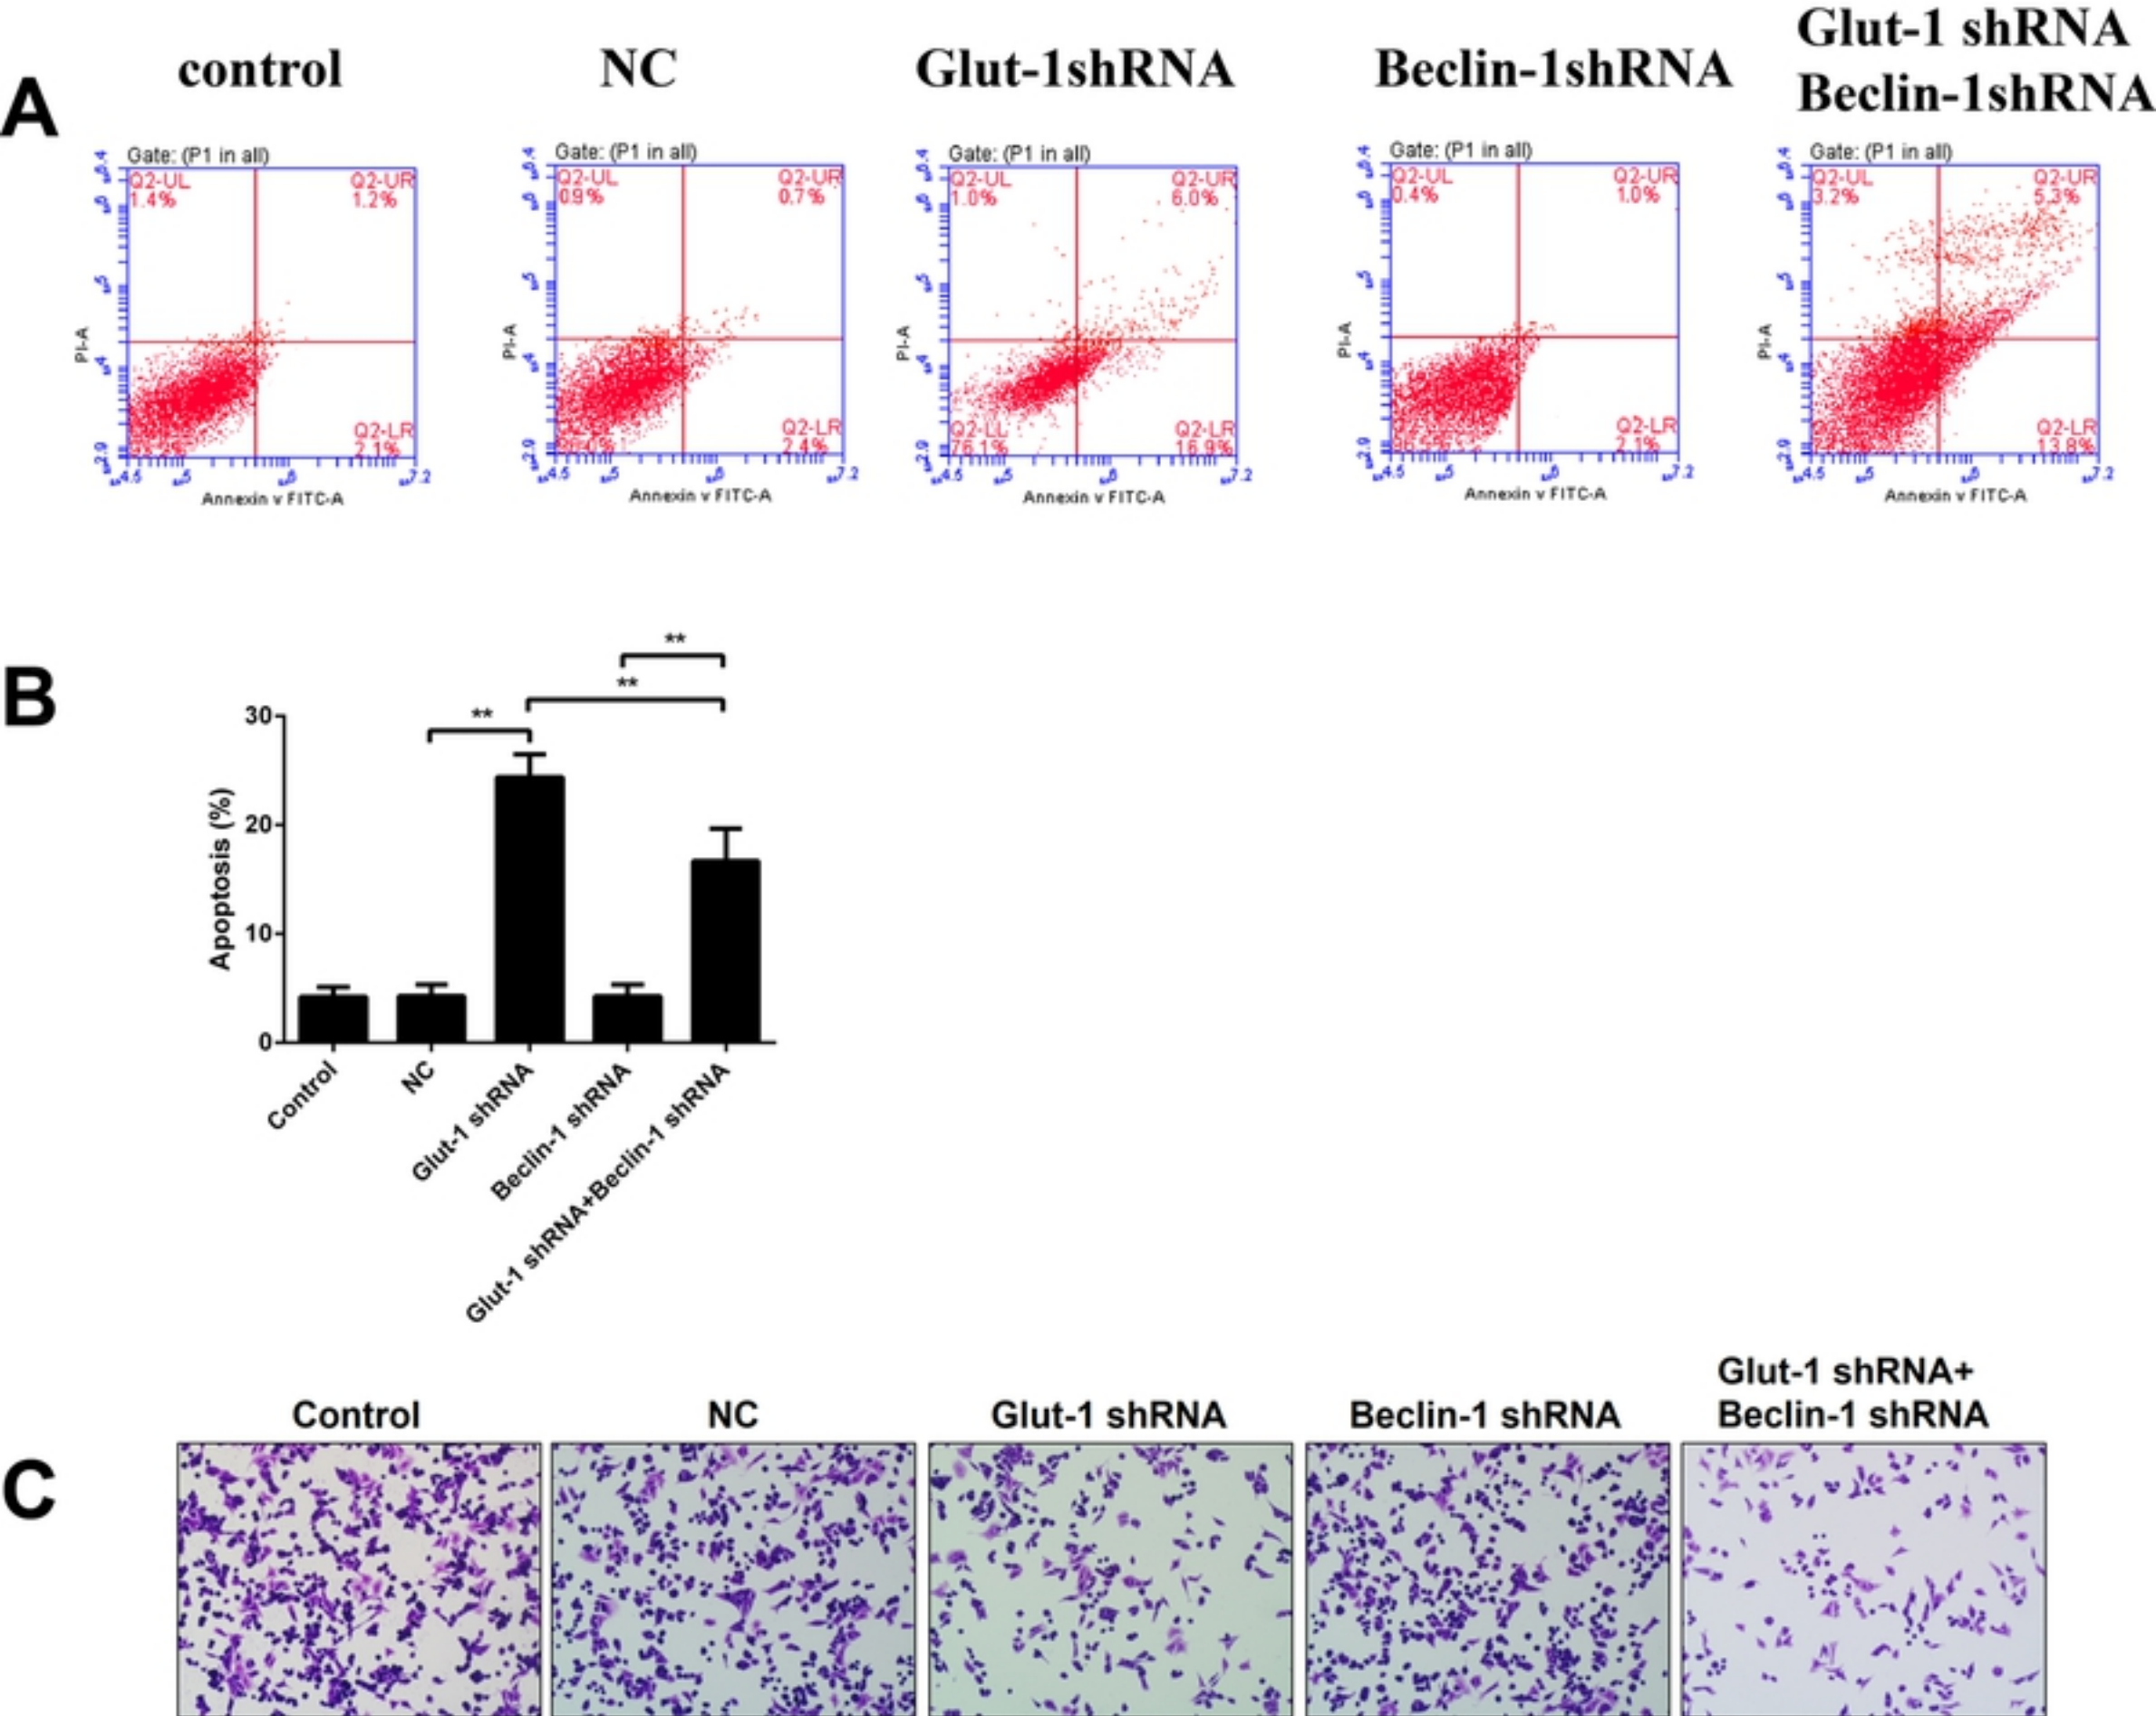 A
control
NC
Glut-1shRNA
Beclin-1shRNA
Glut-1 shRNA
Beclin-1shRNA
Gate: (P1 in all)
Q2-UL
1.4%
Q2-UR
1.2%
Q2-LR
2.1%
PI-A
Annexin v FITC-A
Gate: (P1 in all)
Q2-UL
0.9%
Q2-UR
0.7%
Q2-LR
2.4%
PI-A
Annexin v FITC-A
Gate: (P1 in all)
Q2-UL
1.0%
Q2-UR
6.0%
Q2-LL
76.1%
Q2-LR
16.9%
PI-A
Annexin v FITC-A
Gate: (P1 in all)
Q2-UL
0.4%
Q2-UR
1.0%
Q2-LR
2.1%
PI-A
Annexin v FITC-A
Gate: (P1 in all)
Q2-UL
3.2%
Q2-UR
5.3%
Q2-LR
13.8%
PI-A
Annexin v FITC-A
B
**
**
**
Apoptosis (%)
30
20
10
0
Control
NC
Glut-1 shRNA
Beclin-1 shRNA
Glut-1 shRNA+Beclin-1 shRNA
C
Control
NC
Glut-1 shRNA
Beclin-1 shRNA
Glut-1 shRNA+
Beclin-1 shRNA